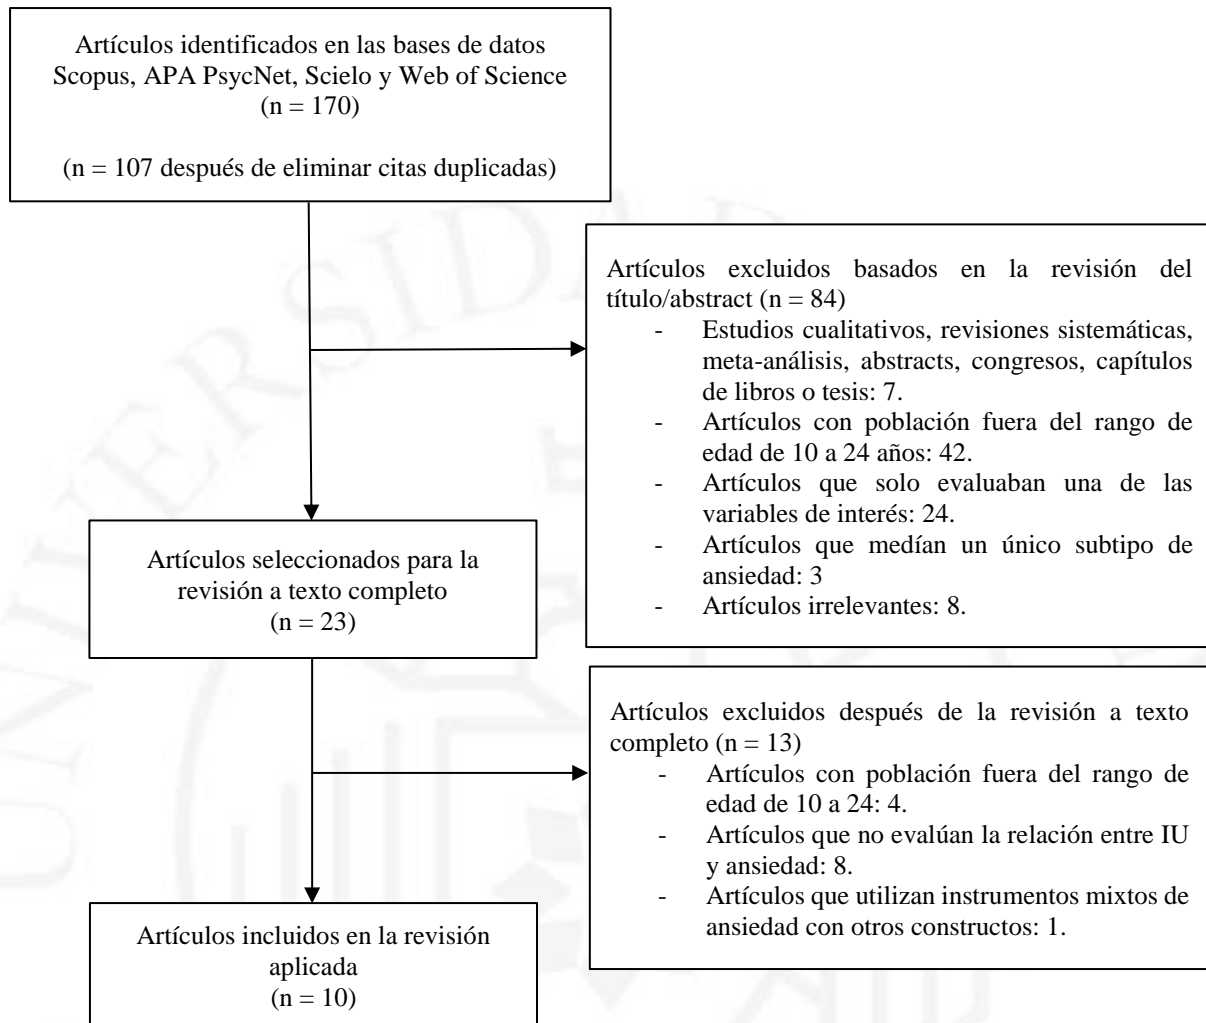 Artículos identificados en las bases de datos
Scopus, APA PsycNet, Scielo y Web of Science
(n = 170)
(n = 107 después de eliminar citas duplicadas)
Artículos excluidos basados en la revisión del
título/abstract (n = 84)
- Estudios cualitativos, revisiones sistemáticas,
meta-análisis, abstracts, congresos, capítulos
de libros o tesis: 7.
- Artículos con población fuera del rango de
edad de 10 a 24 años: 42.
- Artículos que solo evaluaban una de las
variables de interés: 24.
- Artículos que medían un único subtipo de
ansiedad: 3
- Artículos irrelevantes: 8.
Artículos seleccionados para la
revisión a texto completo
(n = 23)
Artículos excluidos después de la revisión a texto
completo (n = 13)
- Artículos con población fuera del rango de
edad de 10 a 24: 4.
- Artículos que no evalúan la relación entre IU
y ansiedad: 8.
- Artículos que utilizan instrumentos mixtos de
ansiedad con otros constructos: 1.
Artículos incluidos en la revisión
aplicada
(n = 10)